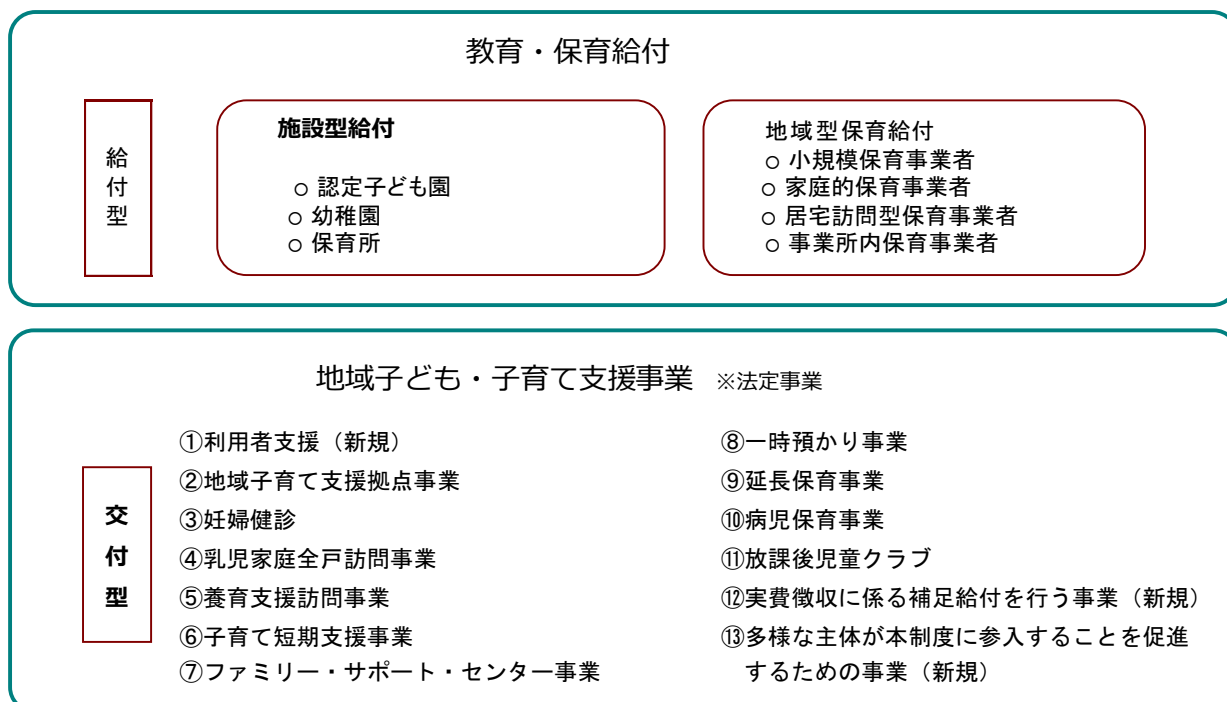 教育・保育給付
給付型
施設型給付
○ 認定子ども園
○ 幼稚園
○ 保育所
地域型保育給付
○ 小規模保育事業者
○ 家庭的保育事業者
○ 居宅訪問型保育事業者
○ 事業所内保育事業者
地域子ども・子育て支援事業 ※法定事業
交付型
①利用者支援（新規）
②地域子育て支援拠点事業
③妊婦健診
④乳児家庭全戸訪問事業
⑤養育支援訪問事業
⑥子育て短期支援事業
⑦ファミリー・サポート・センター事業
⑧一時預かり事業
⑨延長保育事業
⑩病児保育事業
⑪放課後児童クラブ
⑫実費徴収に係る補足給付を行う事業（新規）
⑬多様な主体が本制度に参入することを促進
するための事業（新規）